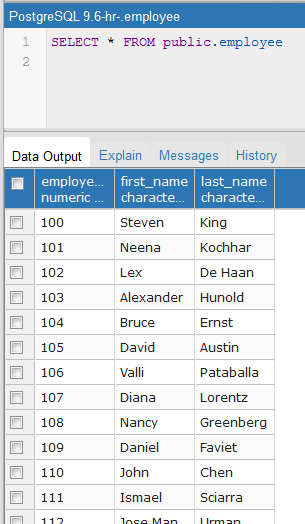 PostgreSQL 9.6-hr-.employee
1 SELECT * FROM public.employee
2
Data Output Explain Messages History
employe... first_name last_name
numeric ... characte... characte...
100 Steven King
101 Neena Kochhar
102 Lex De Haan
103 Alexander Hunold
104 Bruce Ernst
105 David Austin
106 Valli Pataballa
107 Diana Lorentz
108 Nancy Greenberg
109 Daniel Faviet
110 John Chen
111 Ismael Sciarra
112 Jose Man Urman